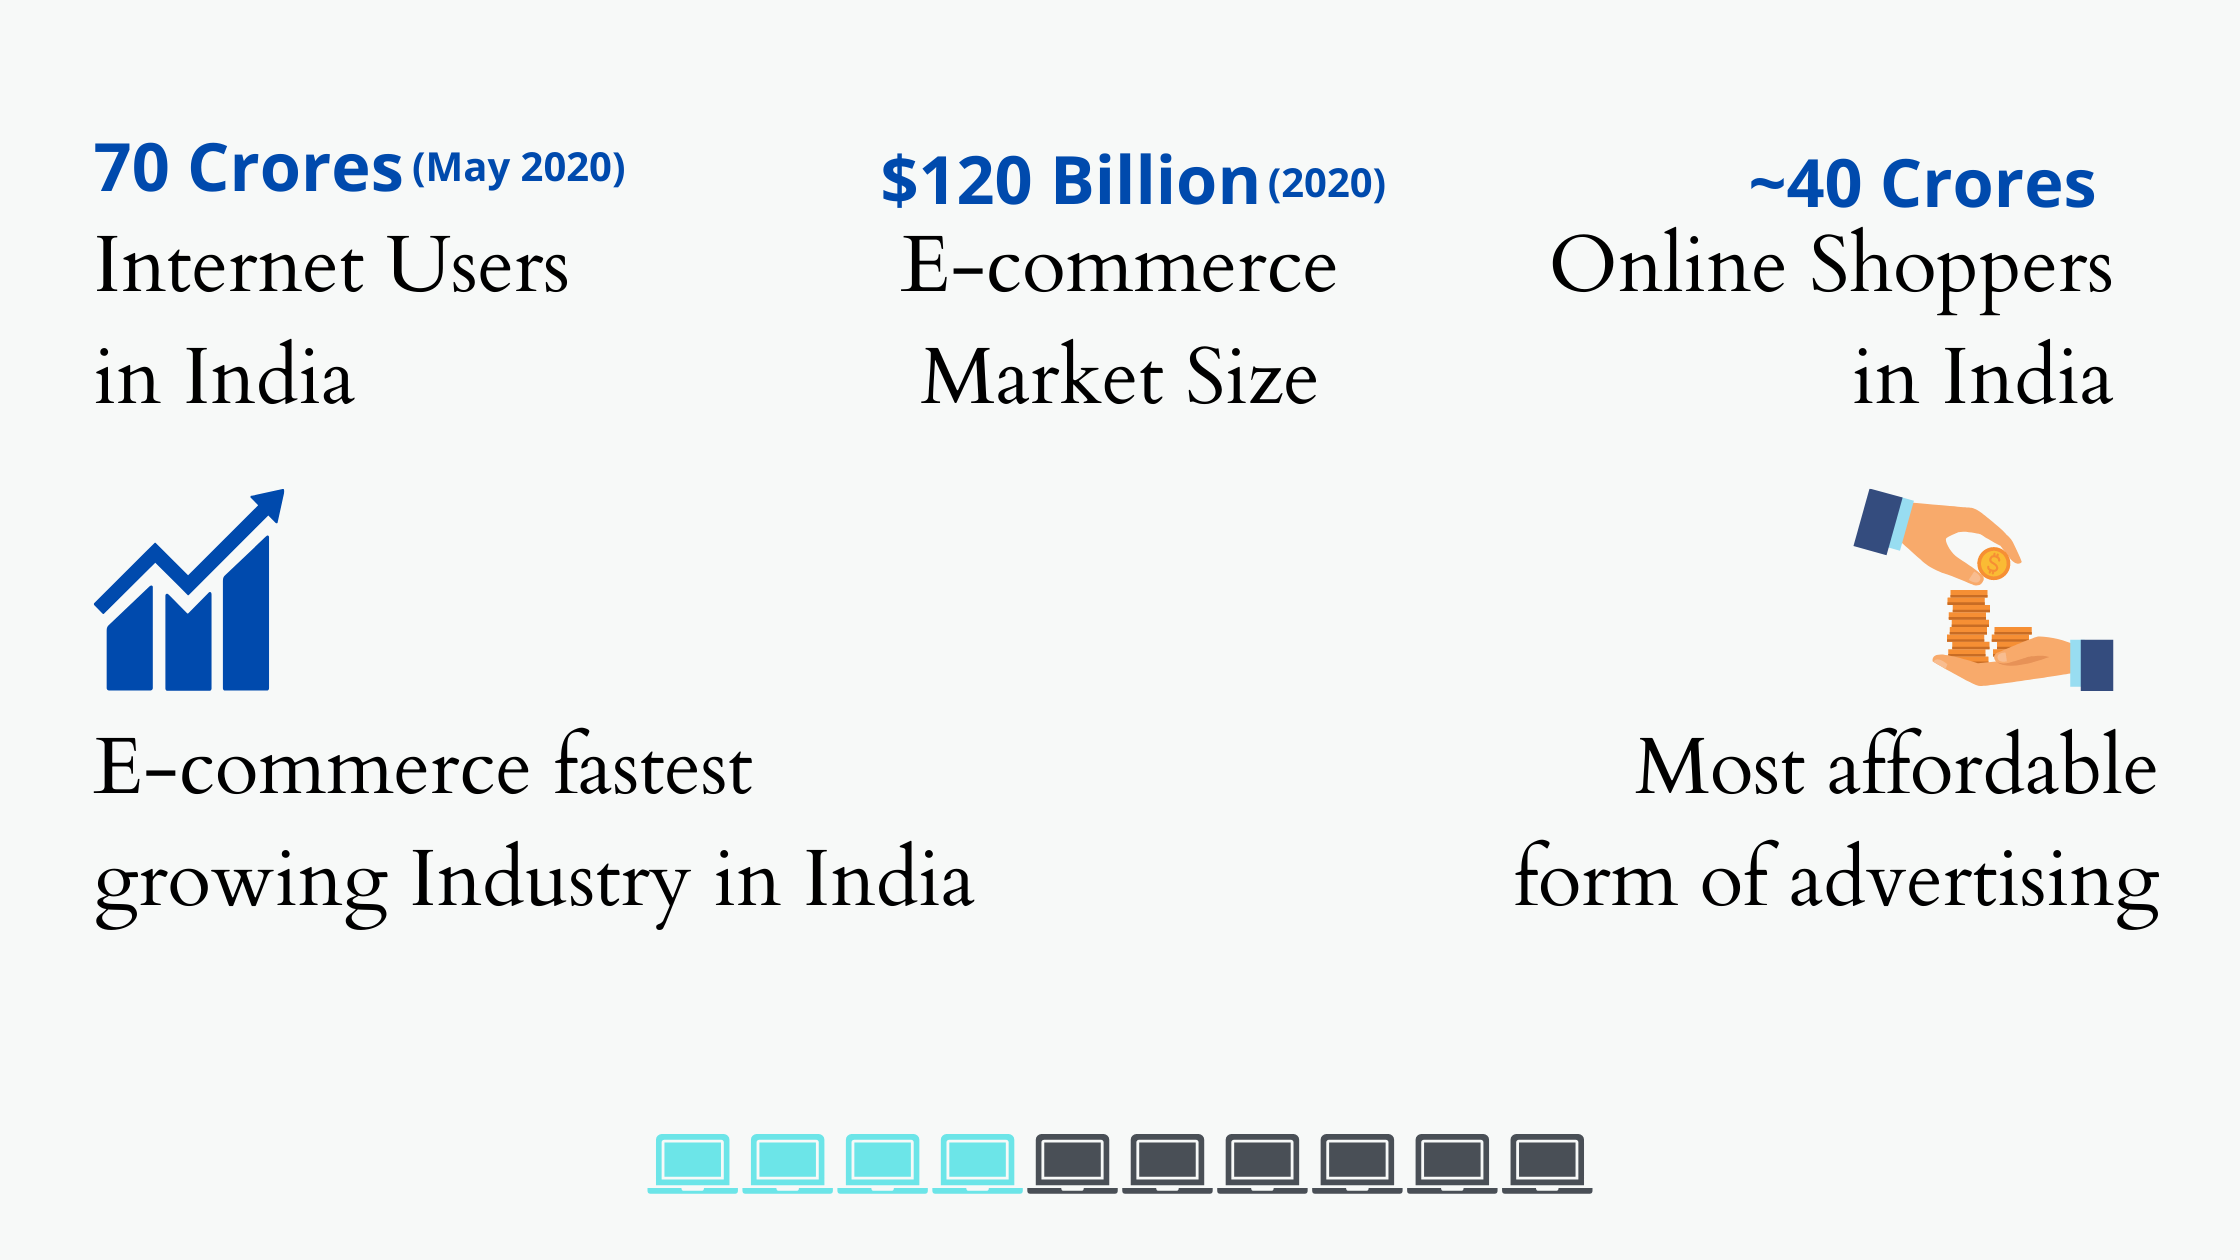 70 Crores (May 2020)
Internet Users
in India
$120 Billion (2020)
E-commerce
Market Size
~40 Crores
Online Shoppers
in India
E-commerce fastest
growing Industry in India
Most affordable
form of advertising